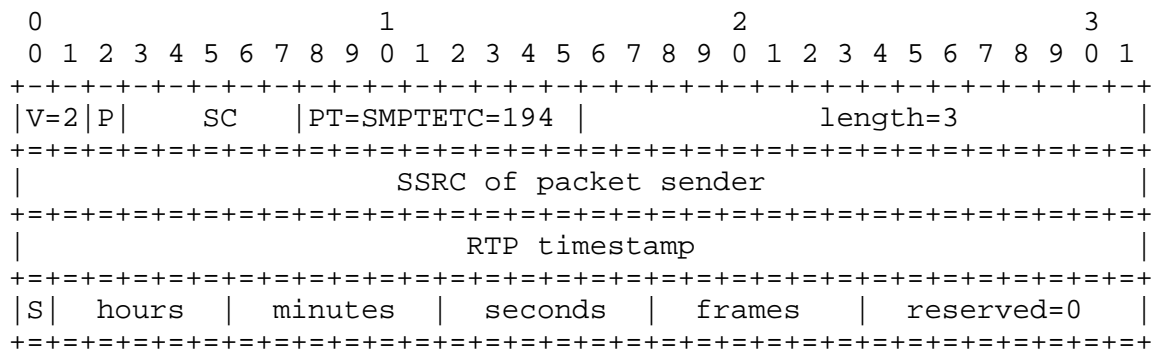 0                   1                   2                   3
 0 1 2 3 4 5 6 7 8 9 0 1 2 3 4 5 6 7 8 9 0 1 2 3 4 5 6 7 8 9 0 1
+-+-+-+-+-+-+-+-+-+-+-+-+-+-+-+-+-+-+-+-+-+-+-+-+-+-+-+-+-+-+-+-+
|V=2|P|    SC   |PT=SMPTETC=194 |             length=3          |
+=+=+=+=+=+=+=+=+=+=+=+=+=+=+=+=+=+=+=+=+=+=+=+=+=+=+=+=+=+=+=+=+
|                     SSRC of packet sender                     |
+=+=+=+=+=+=+=+=+=+=+=+=+=+=+=+=+=+=+=+=+=+=+=+=+=+=+=+=+=+=+=+=+
|                         RTP timestamp                         |
+=+=+=+=+=+=+=+=+=+=+=+=+=+=+=+=+=+=+=+=+=+=+=+=+=+=+=+=+=+=+=+=+
|S|  hours  |  minutes  |  seconds  |  frames   |  reserved=0   |
+=+=+=+=+=+=+=+=+=+=+=+=+=+=+=+=+=+=+=+=+=+=+=+=+=+=+=+=+=+=+=+=+